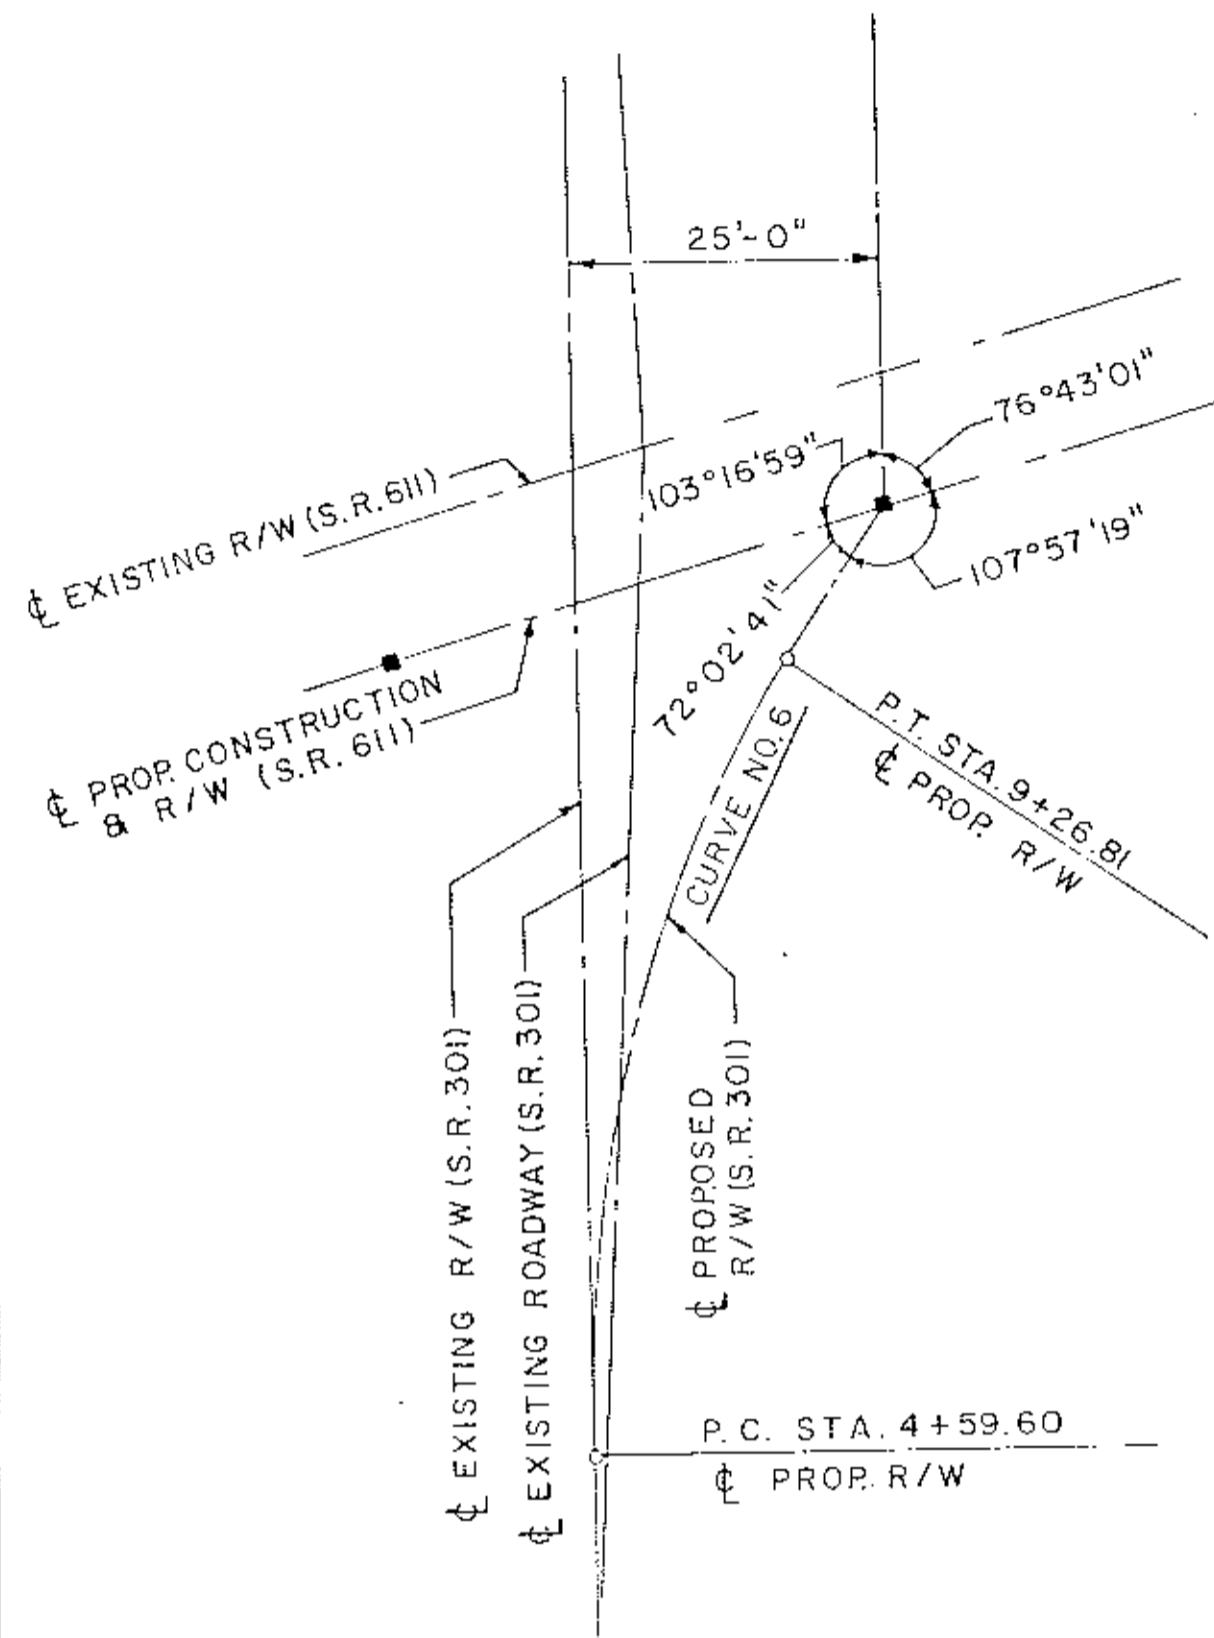 25'-0"
76°43'01"
103°16'59"
℄ EXISTING R/W (S.R.611)
107°57'19"
72°02'41"
℄ PROP. CONSTRUCTION
& R/W (S.R. 611)
P.T. STA. 9+26.81
℄ PROP. R/W
CURVE NO. 6
℄ EXISTING R/W (S.R. 301)
℄ EXISTING ROADWAY (S.R. 301)
℄ PROPOSED
R/W (S.R. 301)
P.C. STA. 4+59.60
℄ PROP. R/W